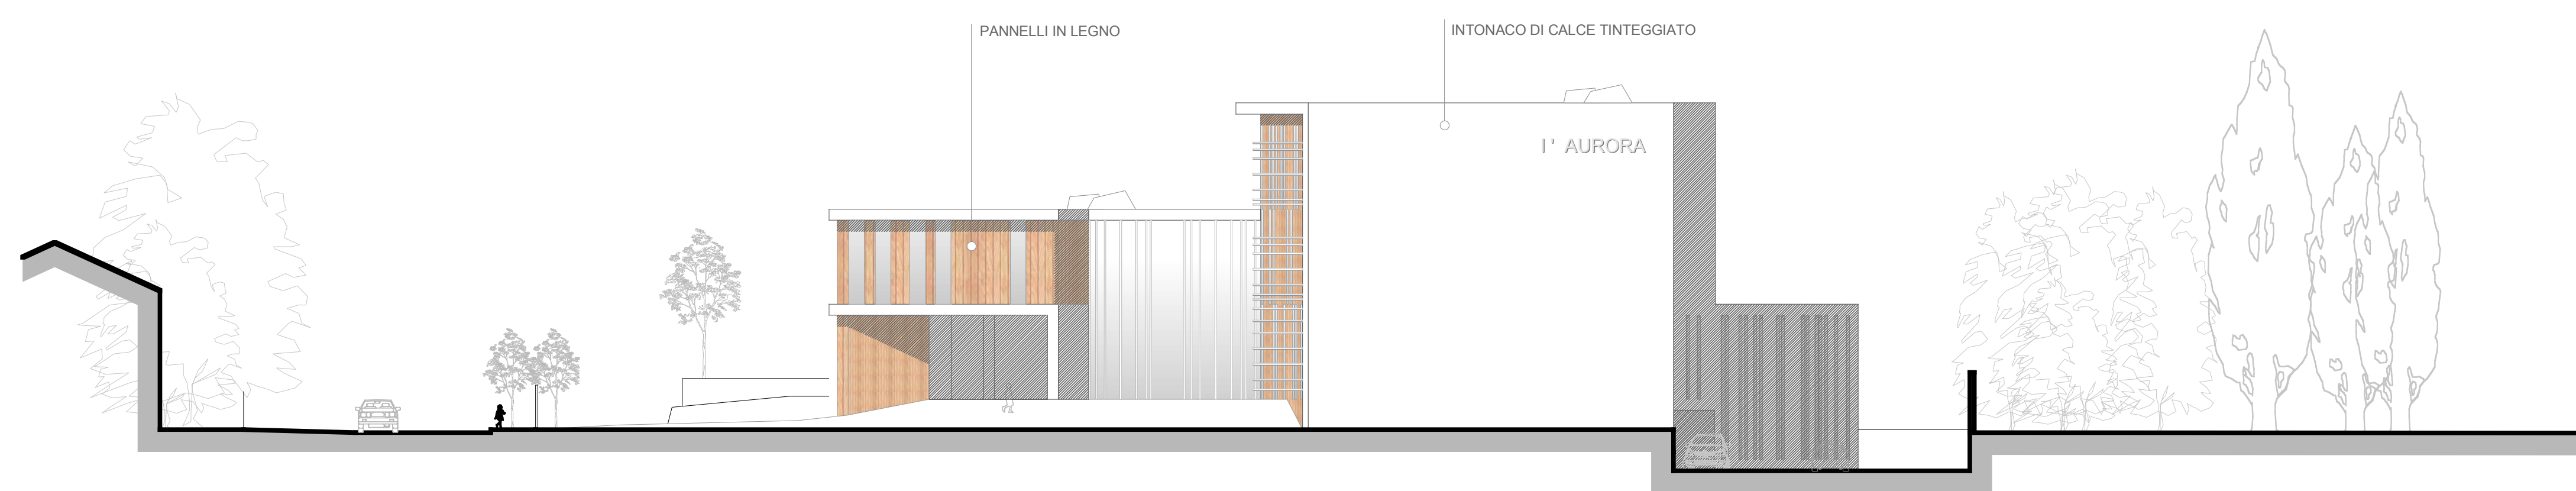 PANNELLI IN LEGNO
INTONACO DI CALCE TINTEGGIATO
l' AURORA